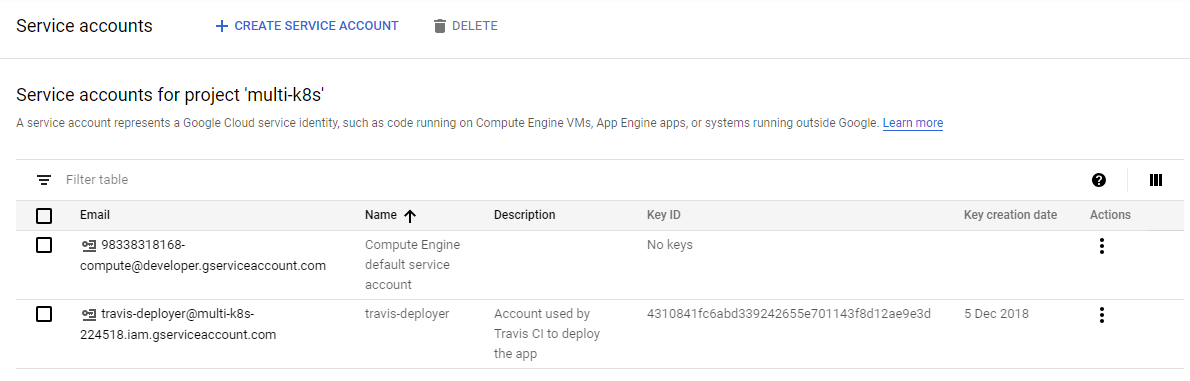 Service accounts
CREATE SERVICE ACCOUNT
DELETE
Service accounts for project 'multi-k8s'
A service account represents a Google Cloud service identity, such as code running on Compute Engine VMs, App Engine apps, or systems running outside Google. Learn more
Filter table
Email Name Description Key ID Key creation date Actions
98338318168-
compute@developer.gserviceaccount.com
Compute Engine
default service
account
No keys
travis-deployer@multi-k8s-
224518.iam.gserviceaccount.com
travis-deployer
Account used by
Travis CI to deploy
the app
4310841fc6abd339242655e701143f8d12ae9e3d
5 Dec 2018